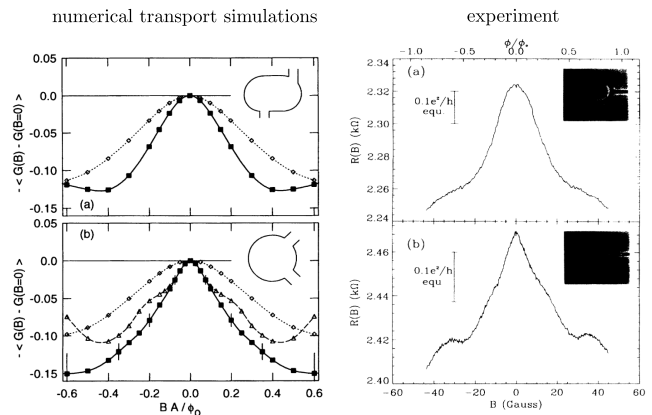 numerical transport simulations
experiment
0.05
0.0
-0.05
-0.10
-0.15
(a)
- < G(B) - G(B=0) >
0.05
0.0
-0.05
-0.10
-0.15
(b)
- < G(B) - G(B=0) >
-0.6 -0.4 -0.2 0.0 0.2 0.4 0.6
B A / ϕ₀
ϕ/ϕ
-1.0 -0.5 0.0 0.5 1.0
2.34
2.32
2.30
2.28
2.26
2.24
R(B) (kΩ)
(a)
0.1e²/h
equ.
2.46
2.44
2.42
2.40
R(B) (kΩ)
(b)
0.1e²/h
equ
-60 -40 -20 0 20 40 60
B (Gauss)